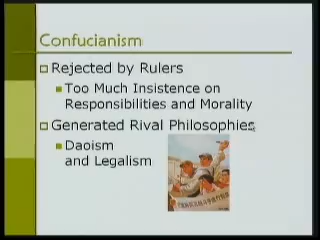 Confucianism
Rejected by Rulers
Too Much Insistence on
Responsibilities and Morality
Generated Rival Philosophies
Daoism
and Legalism